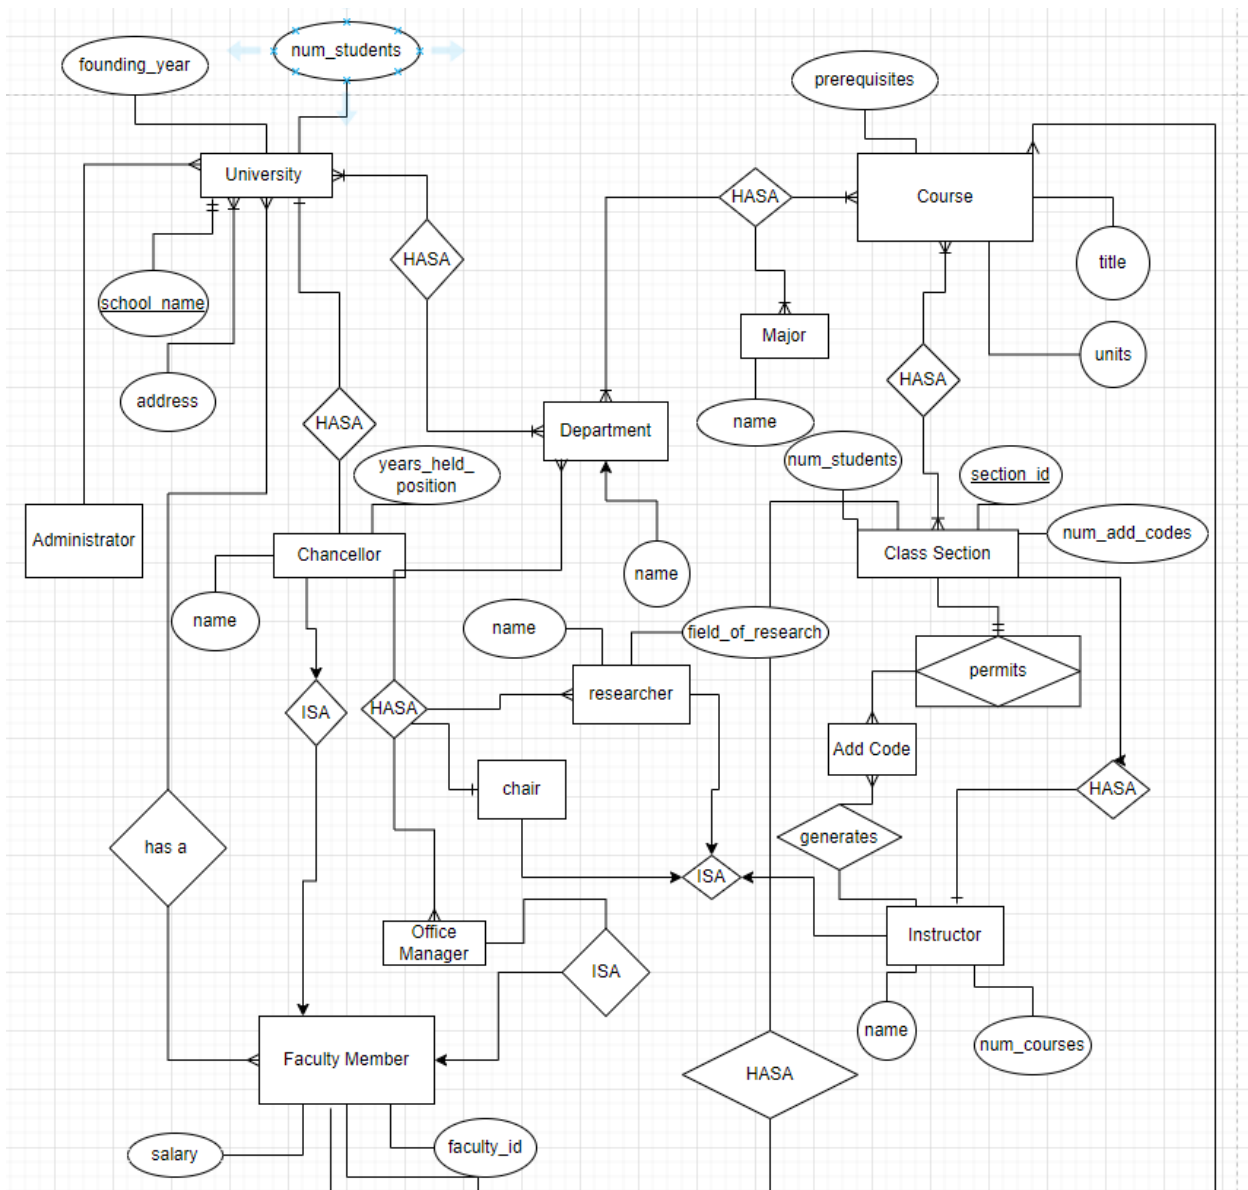 num_students
founding_year
prerequisites
University
HASA
Course
HASA
title
school_name
Major
units
HASA
address
HASA
name
Department
years_held_
position
num_students
section_id
Administrator
Chancellor
num_add_codes
Class Section
name
name
name
field_of_research
permits
researcher
ISA
HASA
Add Code
chair
HASA
has a
generates
ISA
Office
Manager
Instructor
ISA
name
num_courses
Faculty Member
HASA
salary
faculty_id